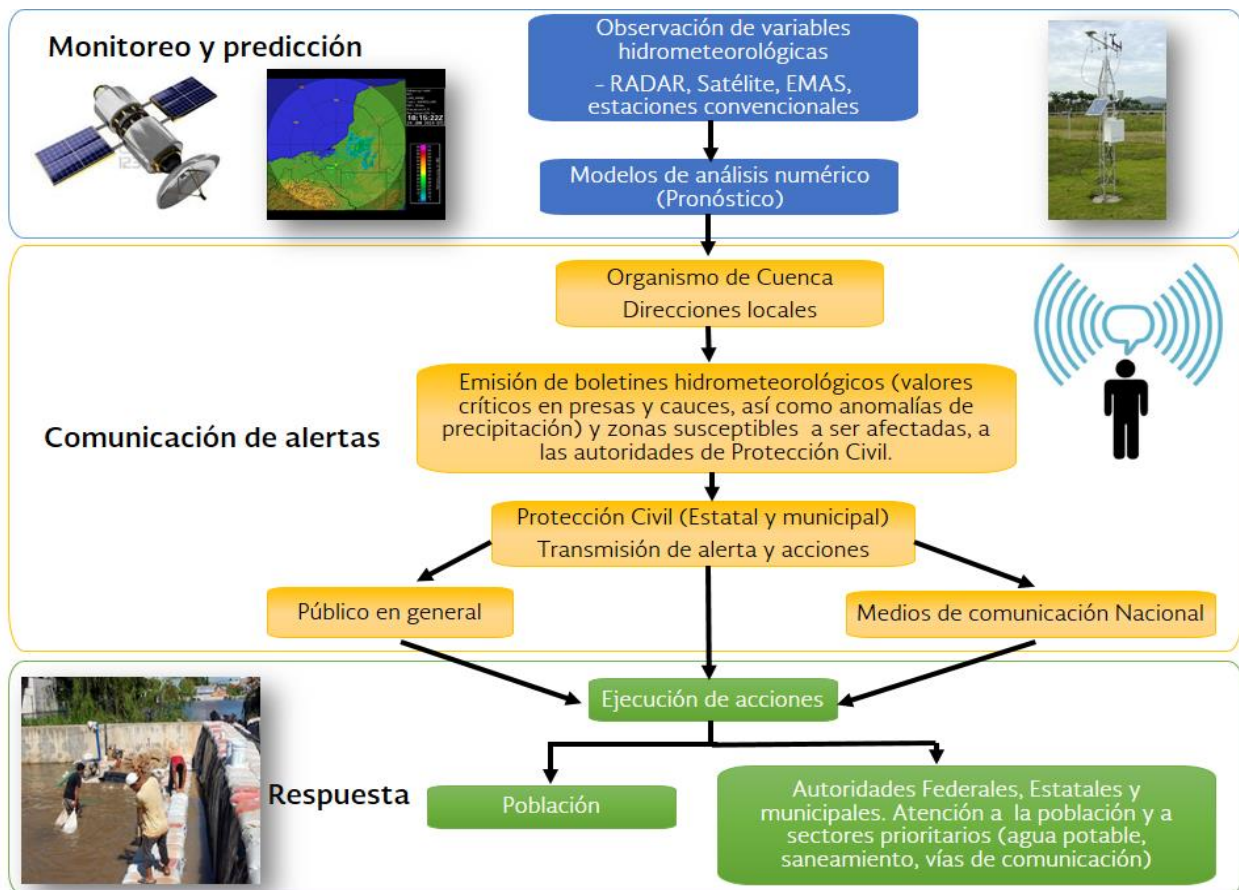 Monitoreo y predicción
Observación de variables
hidrometeorológicas
– RADAR, Satélite, EMAS,
estaciones convencionales
18:15:22Z
Modelos de análisis numérico
(Pronóstico)
Organismo de Cuenca
Direcciones locales
Comunicación de alertas
Emisión de boletines hidrometeorológicos (valores
críticos en presas y cauces, así como anomalías de
precipitación) y zonas susceptibles a ser afectadas, a
las autoridades de Protección Civil.
Protección Civil (Estatal y municipal)
Transmisión de alerta y acciones
Público en general
Medios de comunicación Nacional
Ejecución de acciones
Respuesta
Población
Autoridades Federales, Estatales y
municipales. Atención a la población y a
sectores prioritarios (agua potable,
saneamiento, vías de comunicación)